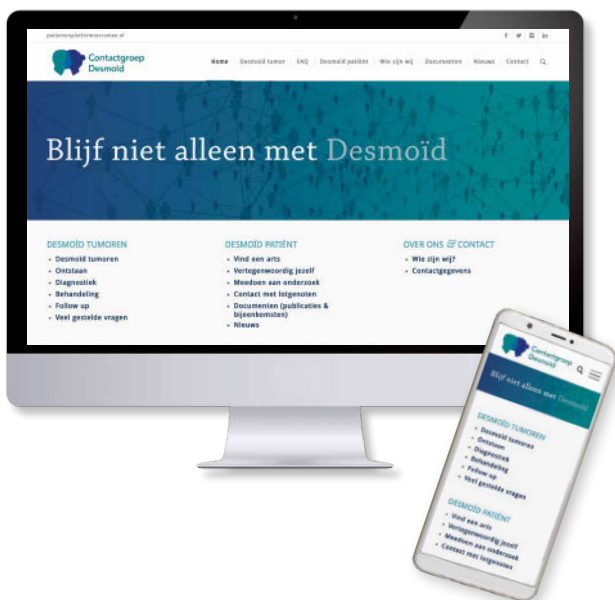 Contactgroep
Desmoïd
Home Desmoïd tumor FAQ Desmoïd patiënt Wie zijn wij Documenten Nieuws Contact
Blijf niet alleen met Desmoïd
DESMOÏD TUMOREN
• Desmoïd tumoren
• Ontstaan
• Diagnostiek
• Behandeling
• Follow up
• Veel gestelde vragen
DESMOÏD PATIËNT
• Vind een arts
• Vertegenwoordig jezelf
• Meedoen aan onderzoek
• Contact met lotgenoten
• Documenten (publicaties &
bijeenkomsten)
• Nieuws
OVER ONS & CONTACT
• Wie zijn wij?
• Contactgegevens
Contactgroep
Desmoïd
Blijf niet alleen met Desmoïd
DESMOÏD TUMOREN
• Desmoïd tumoren
• Ontstaan
• Diagnostiek
• Behandeling
• Follow up
• Veel gestelde vragen
DESMOÏD PATIËNT
• Vind een arts
• Vertegenwoordig jezelf
• Meedoen aan onderzoek
• Contact met lotgenoten